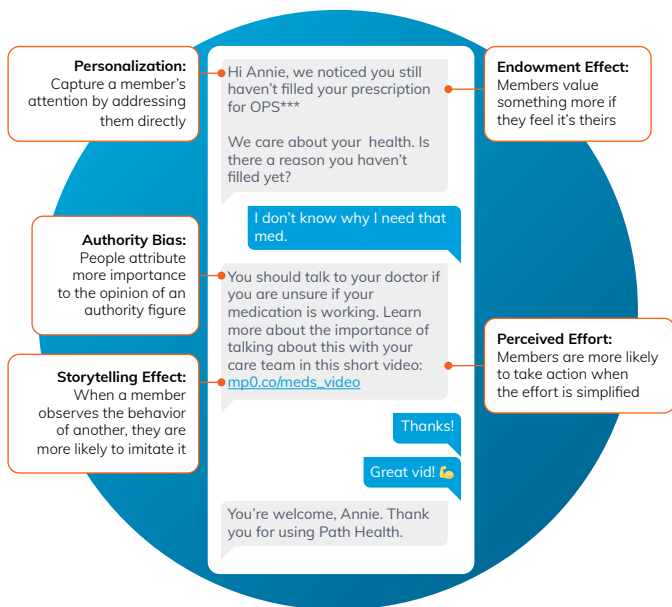 Personalization:
Capture a member's
attention by addressing
them directly
Hi Annie, we noticed you still
haven't filled your prescription
for OPS***
We care about your health. Is
there a reason you haven't
filled yet?
Endowment Effect:
Members value
something more if
they feel it's theirs
I don't know why I need that
med.
Authority Bias:
People attribute
more importance
to the opinion of an
authority figure
You should talk to your doctor if
you are unsure if your
medication is working. Learn
more about the importance of
talking about this with your
care team in this short video:
mp0.co/meds_video
Perceived Effort:
Members are more likely
to take action when
the effort is simplified
Storytelling Effect:
When a member
observes the behavior
of another, they are
more likely to imitate it
Thanks!
Great vid! 💪
You're welcome, Annie. Thank
you for using Path Health.